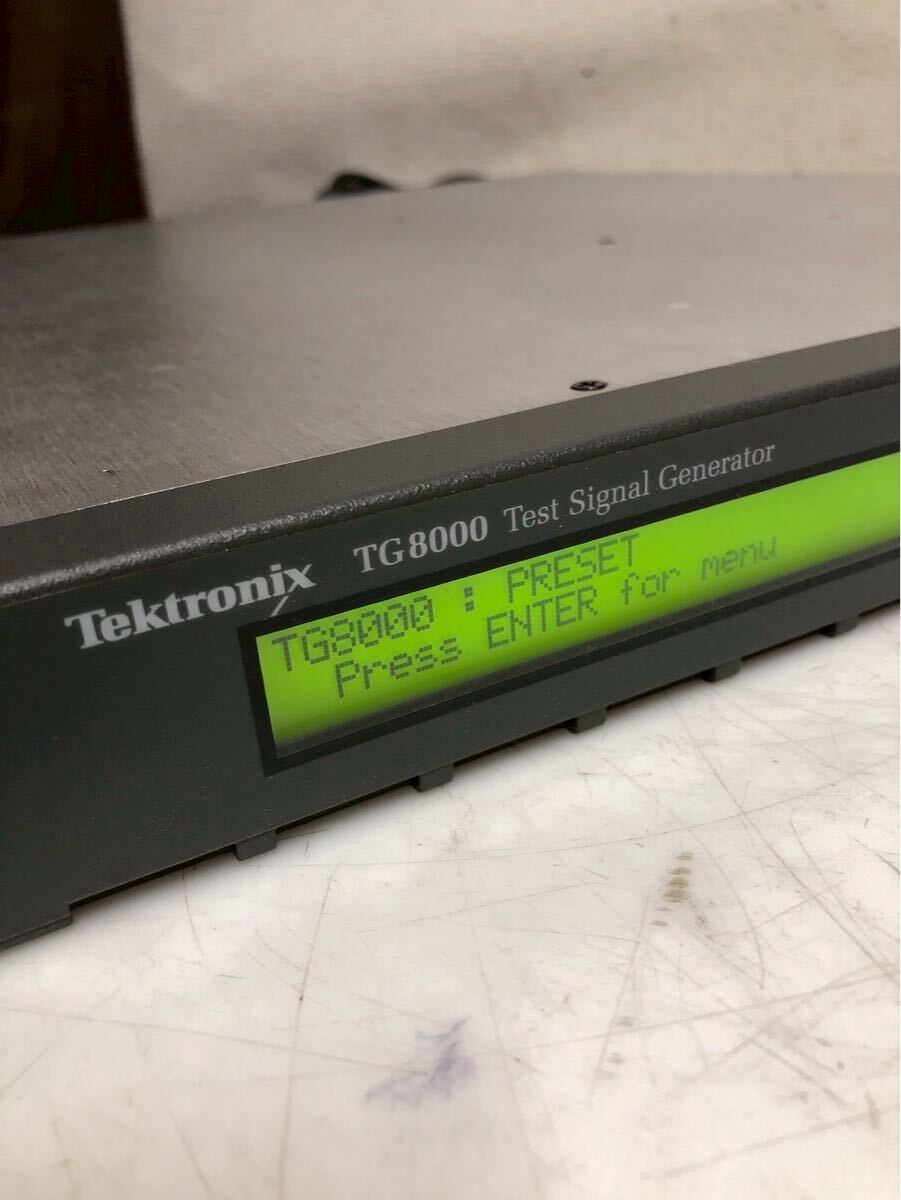 Tektronix TG8000 Test Signal Generator
TG8000 : PRESET
Press ENTER for menu